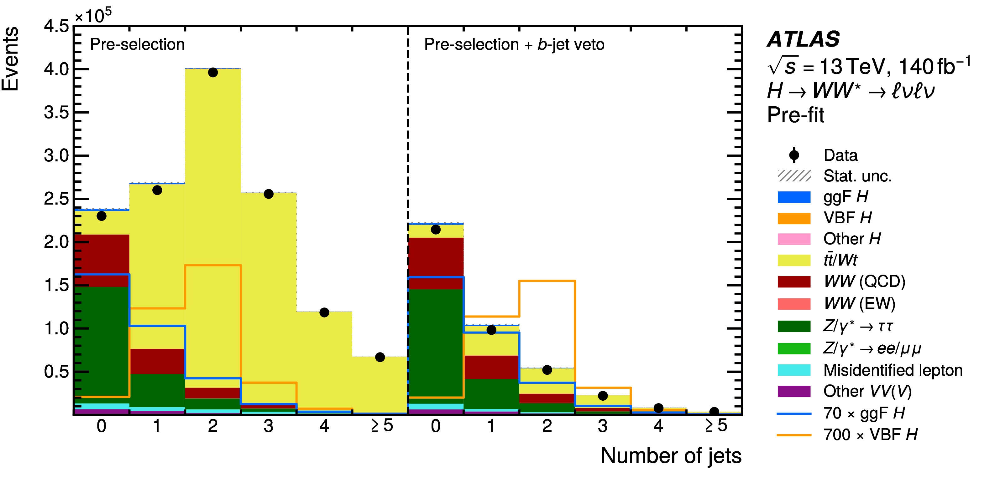 ×10⁵
Events
4.5
4.0
3.5
3.0
2.5
2.0
1.5
1.0
0.5
Pre-selection
Pre-selection + b-jet veto
0 1 2 3 4 ≥ 5 0 1 2 3 4 ≥ 5
Number of jets
ATLAS
√s = 13 TeV, 140 fb⁻¹
H → WW* → ℓνℓν
Pre-fit
Data
Stat. unc.
ggF H
VBF H
Other H
tt̄/Wt
WW (QCD)
WW (EW)
Z/γ* → ττ
Z/γ* → ee/μμ
Misidentified lepton
Other VV(V)
70 × ggF H
700 × VBF H